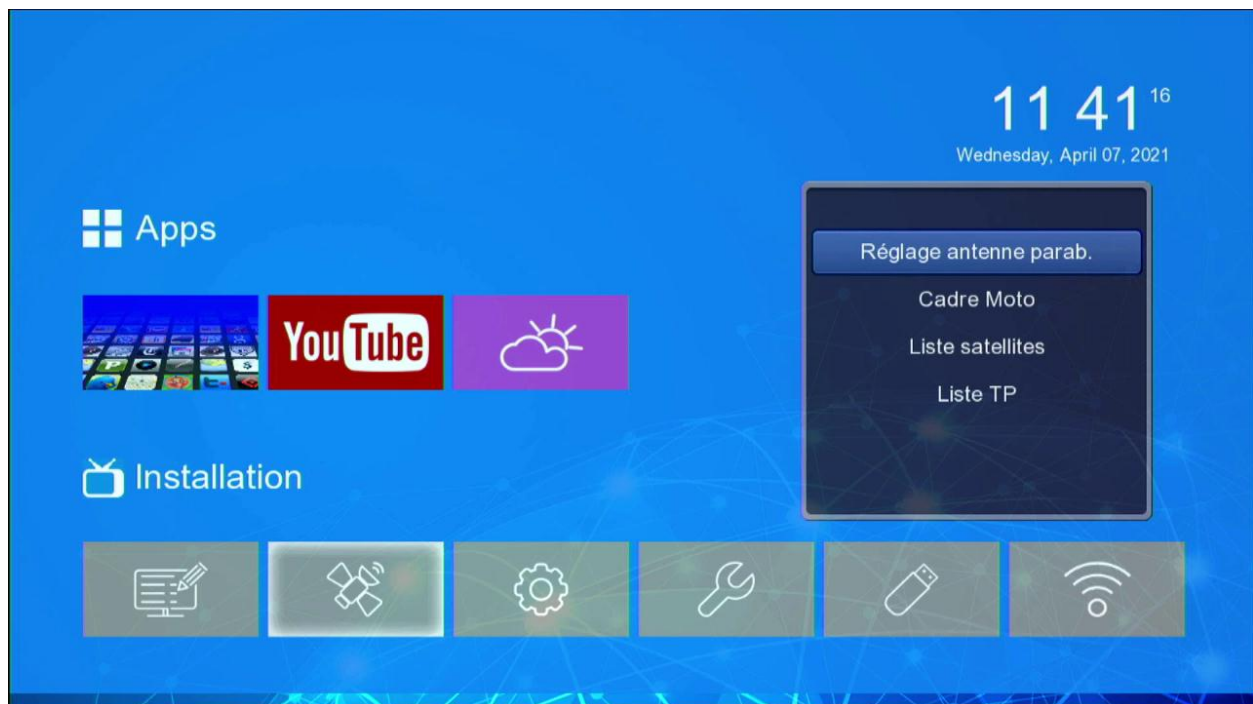 11 41 16
Wednesday, April 07, 2021
Apps
Réglage antenne parab.
Cadre Moto
Liste satellites
Liste TP
YouTube
Installation